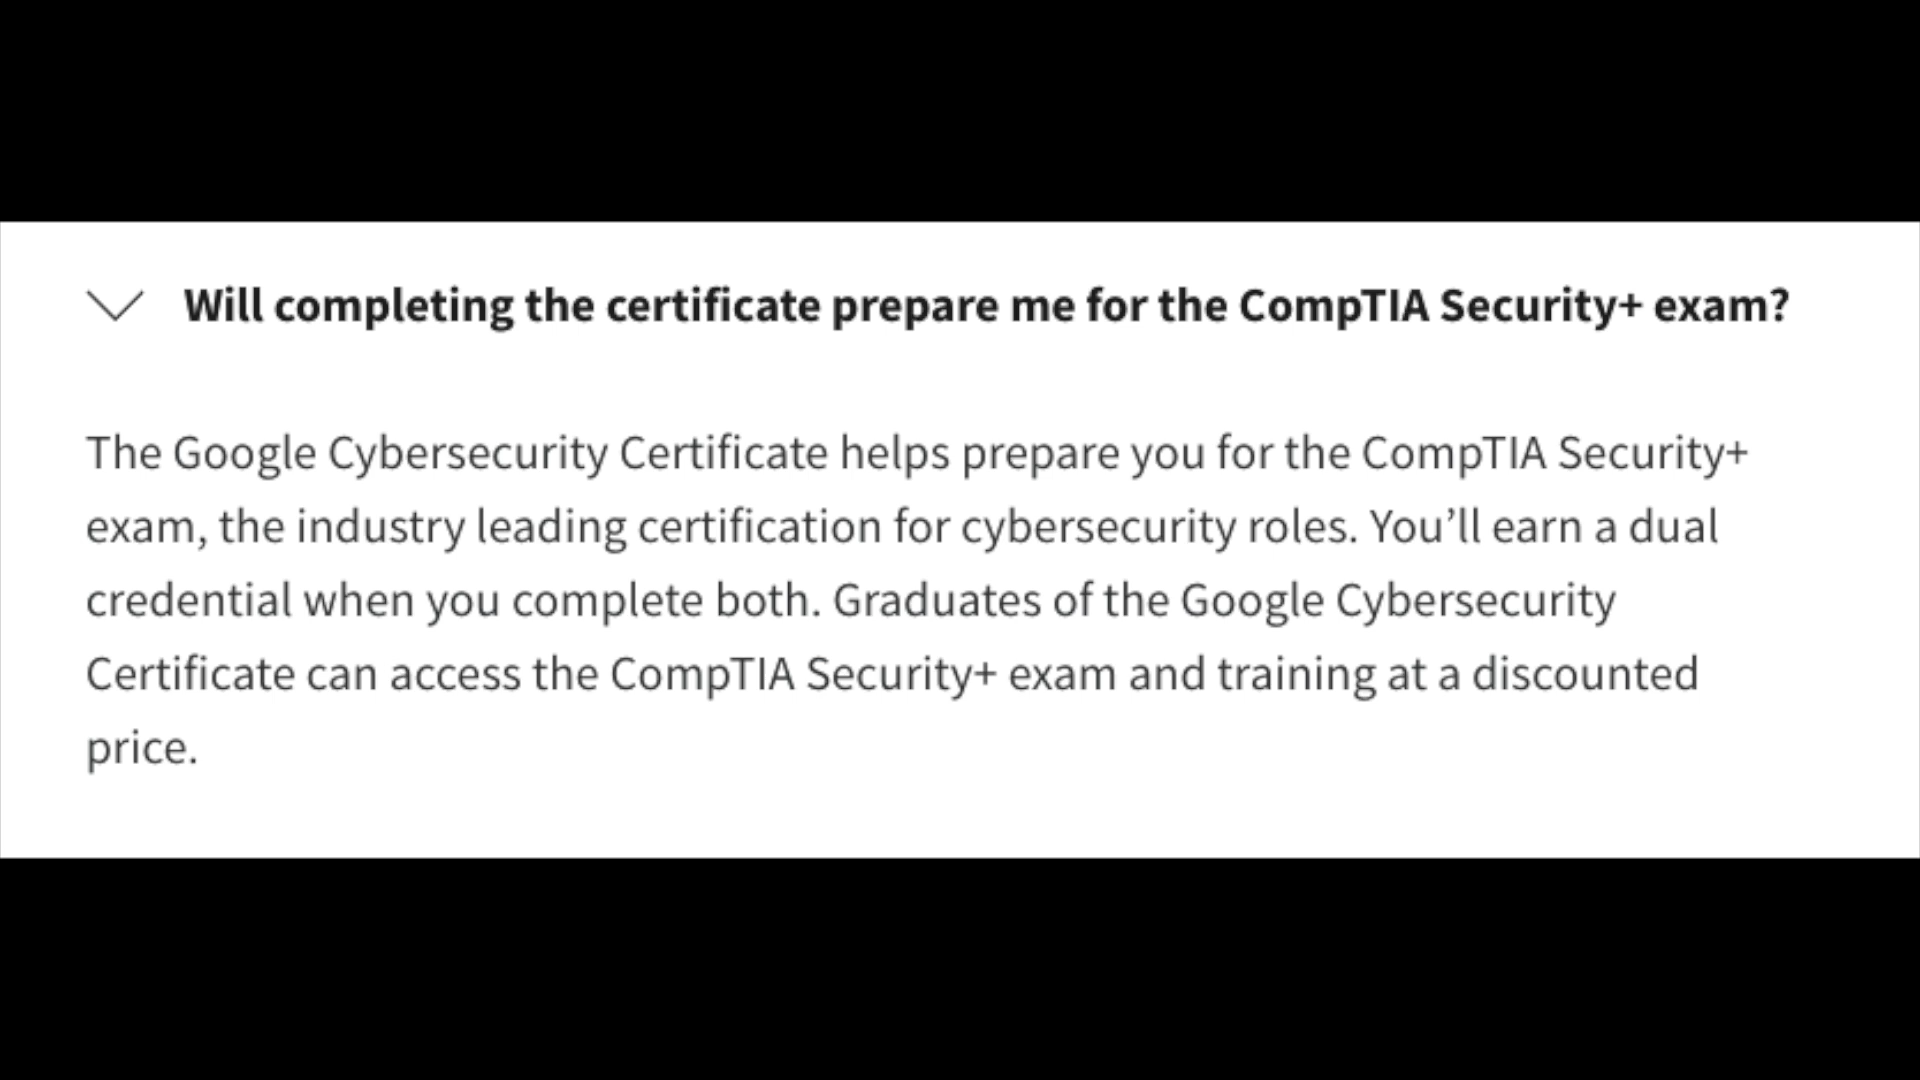 Will completing the certificate prepare me for the CompTIA Security+ exam?
The Google Cybersecurity Certificate helps prepare you for the CompTIA Security+
exam, the industry leading certification for cybersecurity roles. You’ll earn a dual
credential when you complete both. Graduates of the Google Cybersecurity
Certificate can access the CompTIA Security+ exam and training at a discounted
price.